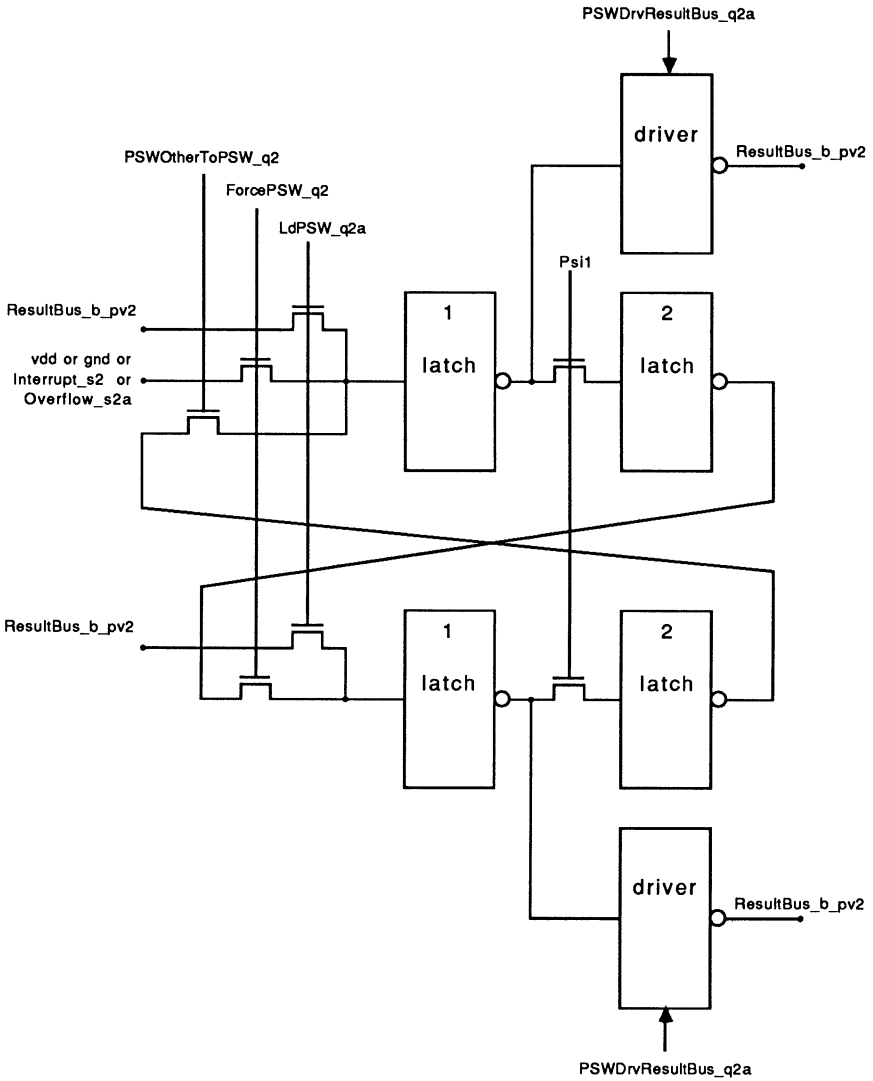 PSWDrvResultBus_q2a
driver
ResultBus_b_pv2
PSWOtherToPSW_q2
ForcePSW_q2
LdPSW_q2a
Psi1
ResultBus_b_pv2
1
latch
2
latch
vdd or gnd or
Interrupt_s2 or
Overflow_s2a
ResultBus_b_pv2
1
latch
2
latch
driver
ResultBus_b_pv2
PSWDrvResultBus_q2a